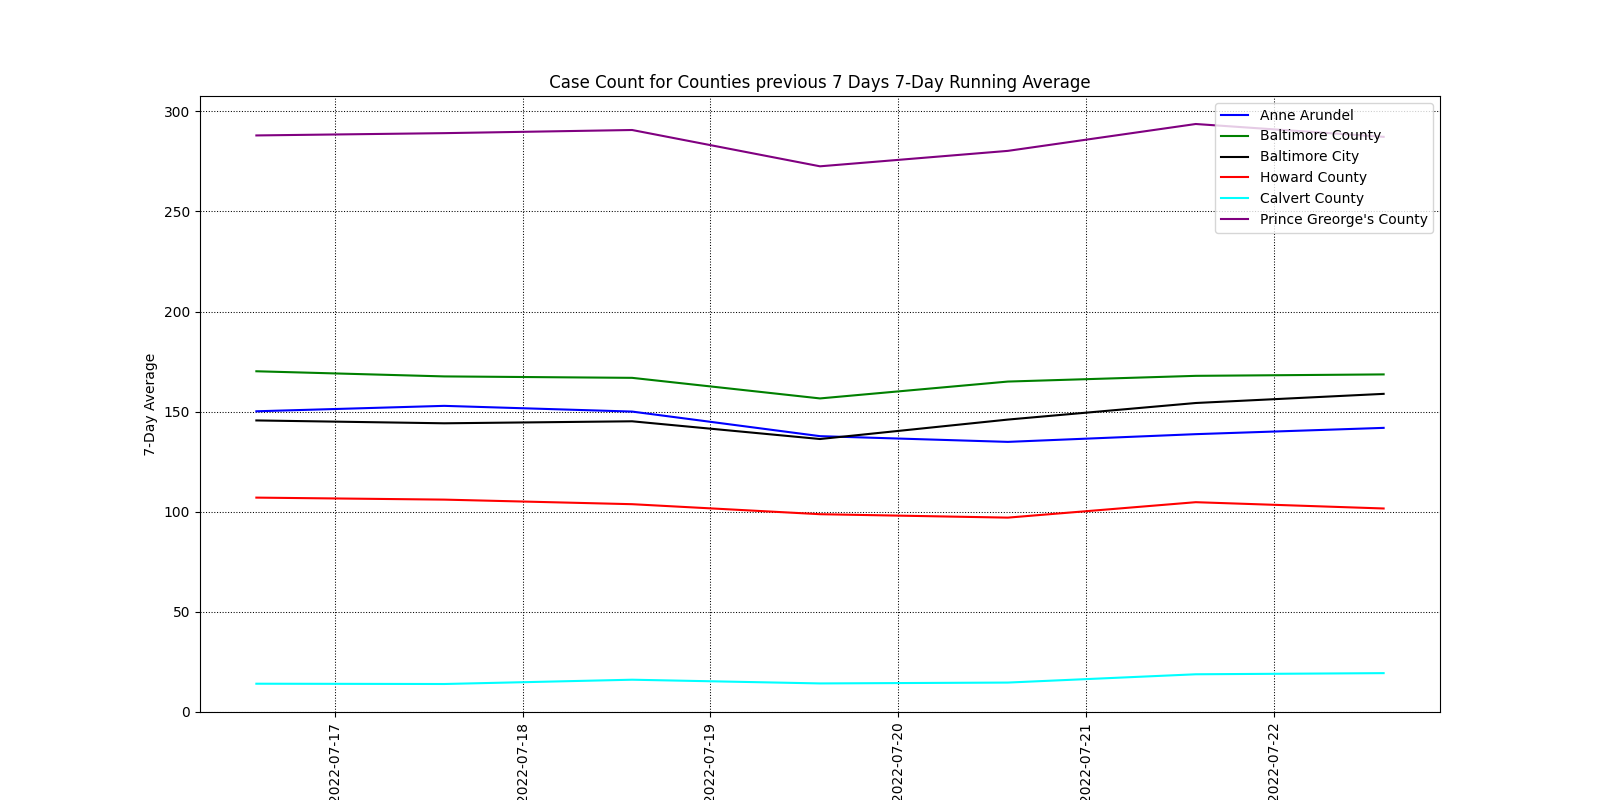 Case Count for Counties previous 7 Days 7-Day Running Average
300
250
200
150
100
50
0
7-Day Average
Anne Arundel
Baltimore County
Baltimore City
Howard County
Calvert County
Prince Greorge's County
2022-07-17
2022-07-18
2022-07-19
2022-07-20
2022-07-21
2022-07-22